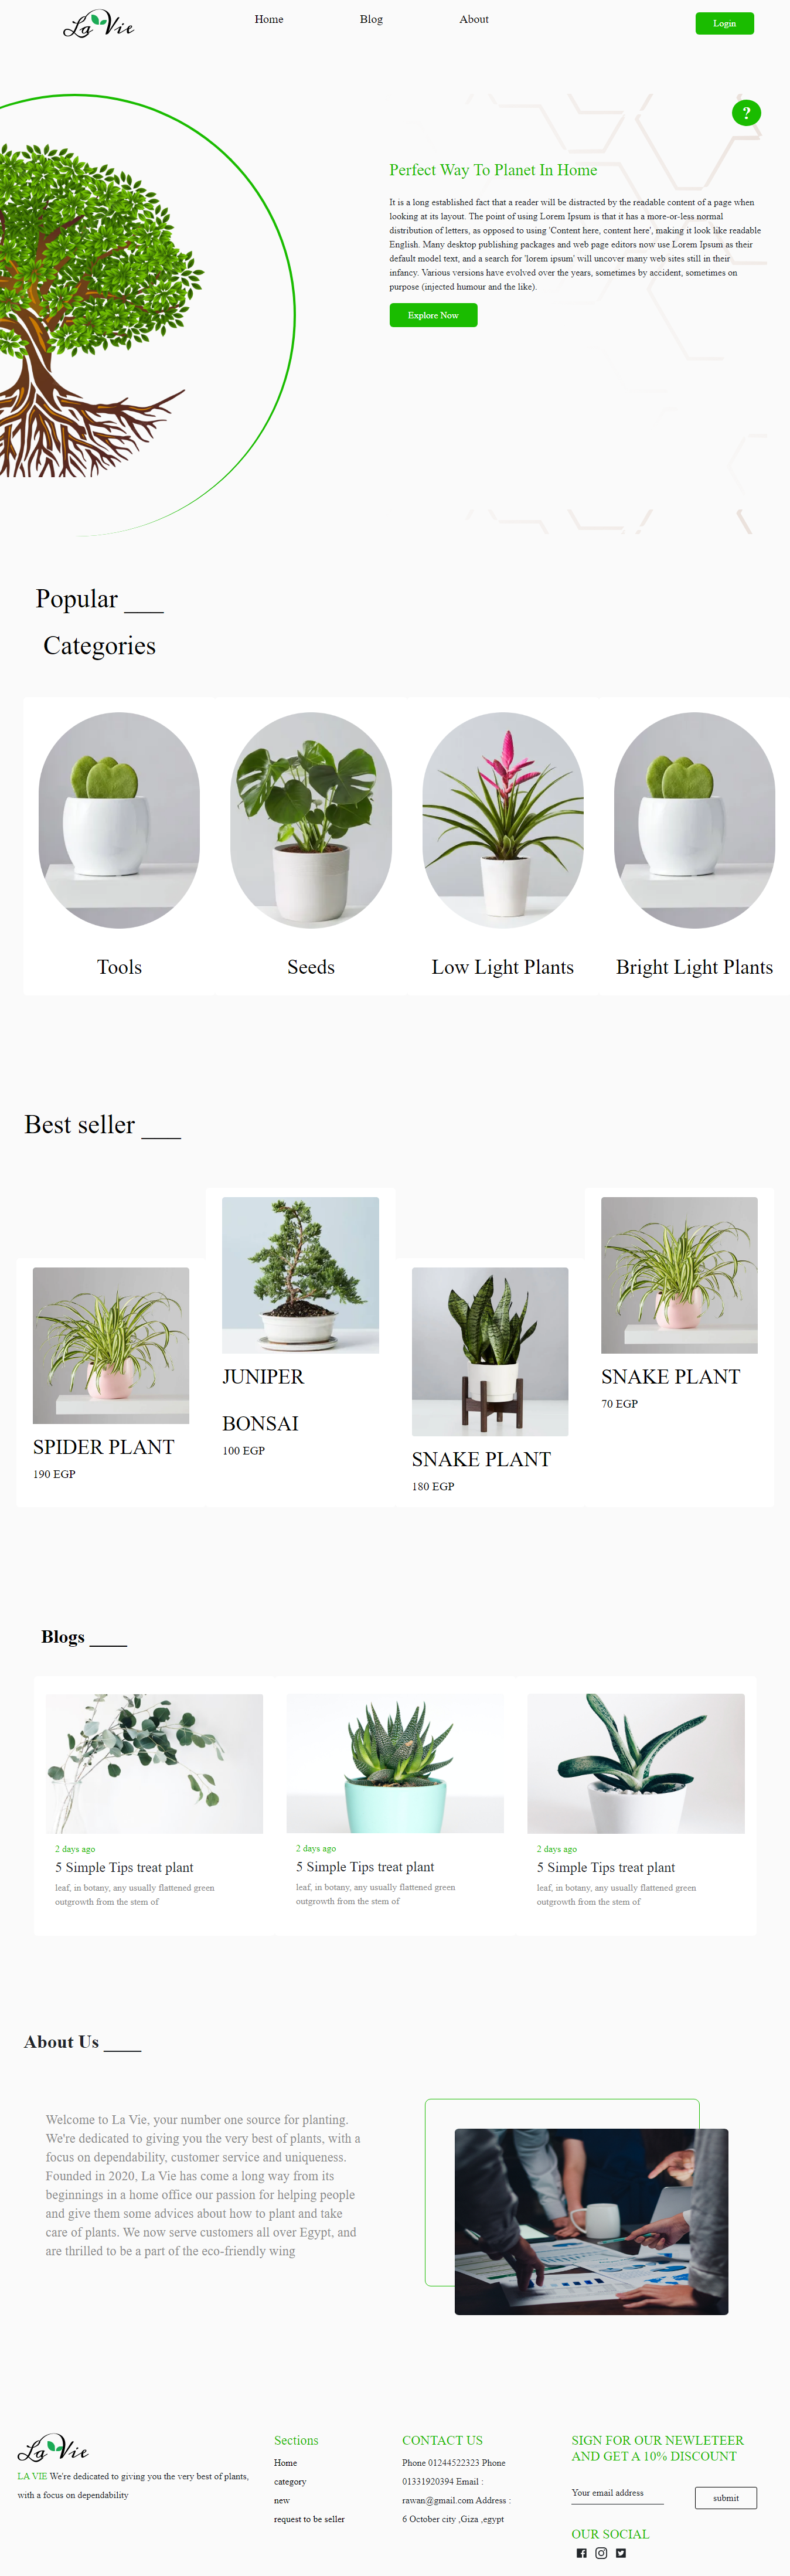 La Vie
Home
Blog
About
Login
?
Perfect Way To Planet In Home
It is a long established fact that a reader will be distracted by the readable content of a page when
looking at its layout. The point of using Lorem Ipsum is that it has a more-or-less normal
distribution of letters, as opposed to using 'Content here, content here', making it look like readable
English. Many desktop publishing packages and web page editors now use Lorem Ipsum as their
default model text, and a search for 'lorem ipsum' will uncover many web sites still in their
infancy. Various versions have evolved over the years, sometimes by accident, sometimes on
purpose (injected humour and the like).
Explore Now
Popular ___
Categories
Tools
Seeds
Low Light Plants
Bright Light Plants
Best seller ___
SPIDER PLANT
190 EGP
JUNIPER
BONSAI
100 EGP
SNAKE PLANT
180 EGP
SNAKE PLANT
70 EGP
Blogs ____
2 days ago
5 Simple Tips treat plant
leaf, in botany, any usually flattened green
outgrowth from the stem of
2 days ago
5 Simple Tips treat plant
leaf, in botany, any usually flattened green
outgrowth from the stem of
2 days ago
5 Simple Tips treat plant
leaf, in botany, any usually flattened green
outgrowth from the stem of
About Us ____
Welcome to La Vie, your number one source for planting.
We're dedicated to giving you the very best of plants, with a
focus on dependability, customer service and uniqueness.
Founded in 2020, La Vie has come a long way from its
beginnings in a home office our passion for helping people
and give them some advices about how to plant and take
care of plants. We now serve customers all over Egypt, and
are thrilled to be a part of the eco-friendly wing
La Vie
LA VIE We're dedicated to giving you the very best of plants,
with a focus on dependability
Sections
Home
category
new
request to be seller
CONTACT US
Phone 01244522323 Phone
01331920394 Email :
rawan@gmail.com Address :
6 October city ,Giza ,egypt
SIGN FOR OUR NEWLETEER
AND GET A 10% DISCOUNT
Your email address
submit
OUR SOCIAL